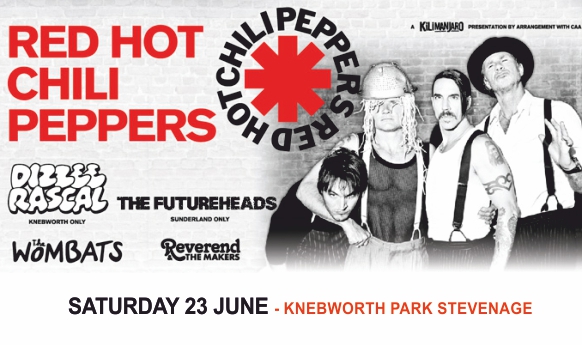 RED HOT
CHILI
PEPPERS
RED HOT CHILI PEPPERS
A KILIMANJARO PRESENTATION BY ARRANGEMENT WITH CAA
DIZZEE
RASCAL
KNEBWORTH ONLY
THE FUTUREHEADS
SUNDERLAND ONLY
the WOMBATS
Reverend
& THE MAKERS
SATURDAY 23 JUNE - KNEBWORTH PARK STEVENAGE